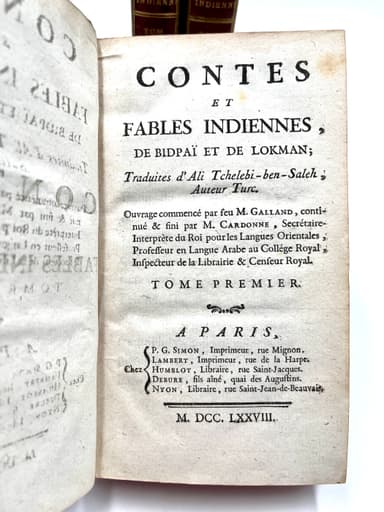 INDIENNE
TOM
INDIENN
CONTES
ET
FABLES INDIENNES,
DE BIDPAÏ ET DE LOKMAN;
Traduites d'Ali Tchelebi-ben-Saleh,
Auteur Turc.
Ouvrage commencé par feu M. GALLAND, conti-
nué & fini par M. CARDONNE, Secrétaire-
Interprète du Roi pour les Langues Orientales,
Professeur en Langue Arabe au Collége Royal,
Inspecteur de la Librairie & Censeur Royal.
TOME PREMIER.
A PARIS,
Chez
P. G. SIMON, Imprimeur, rue Mignon.
LAMBERT, Imprimeur, rue de la Harpe.
HUMBLOT, Libraire, rue Saint-Jacques.
DEBURE, fils aîné, quai des Augustins.
NYON, Libraire, rue Saint-Jean-de-Beauvais.
M. DCC. LXXVIII.